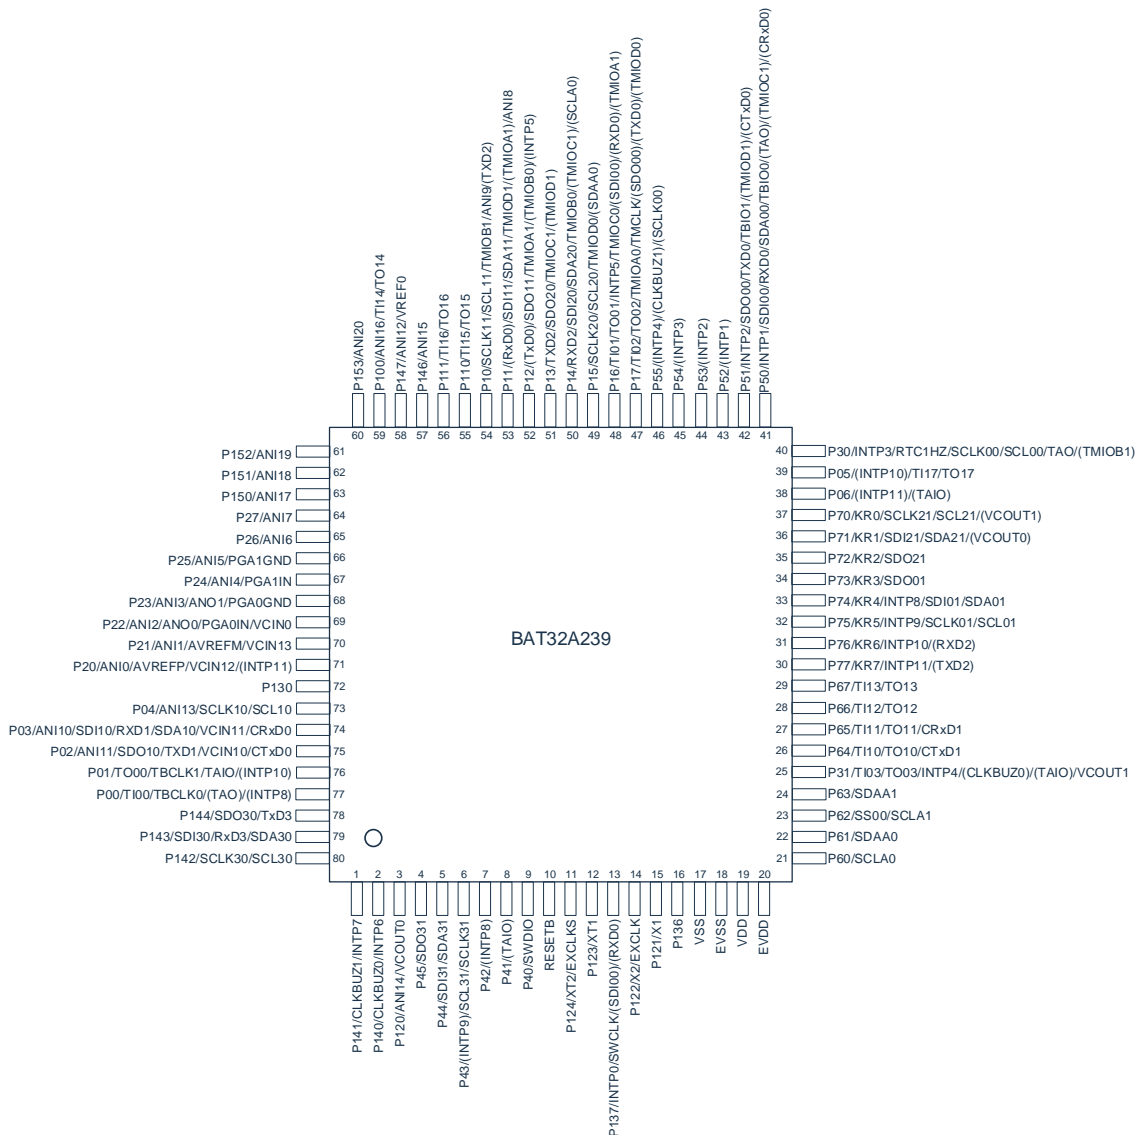 P153/ANI20
P100/ANI16/TI14/TO14
P147/ANI12/VREF0
P146/ANI15
P111/TI16/TO16
P110/TI15/TO15
P10/SCLK11/SCL11/TMIOB1/ANI9/(TXD2)
P11/(RxD0)/SDI11/SDA11/TMIOD1/(TMIOA1)/ANI8
P12/(TxD0)/SDO11/TMIOA1/(TMIOB0)/(INTP5)
P13/TXD2/SDO20/TMIOC1/(TMIOD1)
P14/RXD2/SDI20/SDA20/TMIOB0/(TMIOC1)/(SCLA0)
P15/SCLK20/SCL20/TMIOD0/(SDAA0)
P16/TI01/TO01/INTP5/TMIOC0/(SDI00)/(RXD0)/(TMIOA1)
P17/TI02/TO02/TMIOA0/TMCLK/(SDO00)/(TXD0)/(TMIOD0)
P55/(INTP4)/(CLKBUZ1)/(SCLK00)
P54/(INTP3)
P53/(INTP2)
P52/(INTP1)
P51/INTP2/SDO00/TXD0/TBIO1/(TMIOD1)/(CTxD0)
P50/INTP1/SDI00/RXD0/SDA00/TBIO0/(TAO)/(TMIOC1)/(CRxD0)
60 59 58 57 56 55 54 53 52 51 50 49 48 47 46 45 44 43 42 41
P152/ANI19 61
P151/ANI18 62
P150/ANI17 63
P27/ANI7 64
P26/ANI6 65
P25/ANI5/PGA1GND 66
P24/ANI4/PGA1IN 67
P23/ANI3/ANO1/PGA0GND 68
P22/ANI2/ANO0/PGA0IN/VCIN0 69
P21/ANI1/AVREFM/VCIN13 70
P20/ANI0/AVREFP/VCIN12/(INTP11) 71
P130 72
P04/ANI13/SCLK10/SCL10 73
P03/ANI10/SDI10/RXD1/SDA10/VCIN11/CRxD0 74
P02/ANI11/SDO10/TXD1/VCIN10/CTxD0 75
P01/TO00/TBCLK1/TAIO/(INTP10) 76
P00/TI00/TBCLK0/(TAO)/(INTP8) 77
P144/SDO30/TxD3 78
P143/SDI30/RxD3/SDA30 79
P142/SCLK30/SCL30 80
BAT32A239
40 P30/INTP3/RTC1HZ/SCLK00/SCL00/TAO/(TMIOB1)
39 P05/(INTP10)/TI17/TO17
38 P06/(INTP11)/(TAIO)
37 P70/KR0/SCLK21/SCL21/(VCOUT1)
36 P71/KR1/SDI21/SDA21/(VCOUT0)
35 P72/KR2/SDO21
34 P73/KR3/SDO01
33 P74/KR4/INTP8/SDI01/SDA01
32 P75/KR5/INTP9/SCLK01/SCL01
31 P76/KR6/INTP10/(RXD2)
30 P77/KR7/INTP11/(TXD2)
29 P67/TI13/TO13
28 P66/TI12/TO12
27 P65/TI11/TO11/CRxD1
26 P64/TI10/TO10/CTxD1
25 P31/TI03/TO03/INTP4/(CLKBUZ0)/(TAIO)/VCOUT1
24 P63/SDAA1
23 P62/SS00/SCLA1
22 P61/SDAA0
21 P60/SCLA0
1 2 3 4 5 6 7 8 9 10 11 12 13 14 15 16 17 18 19 20
P141/CLKBUZ1/INTP7
P140/CLKBUZ0/INTP6
P120/ANI14/VCOUT0
P45/SDO31
P44/SDI31/SDA31
P43/(INTP9)/SCL31/SCLK31
P42/(INTP8)
P41/(TAIO)
P40/SWDIO
RESETB
P124/XT2/EXCLKS
P123/XT1
P137/INTP0/SWCLK/(SDI00)/(RXD0)
P122/X2/EXCLK
P121/X1
P136
VSS
EVSS
VDD
EVDD